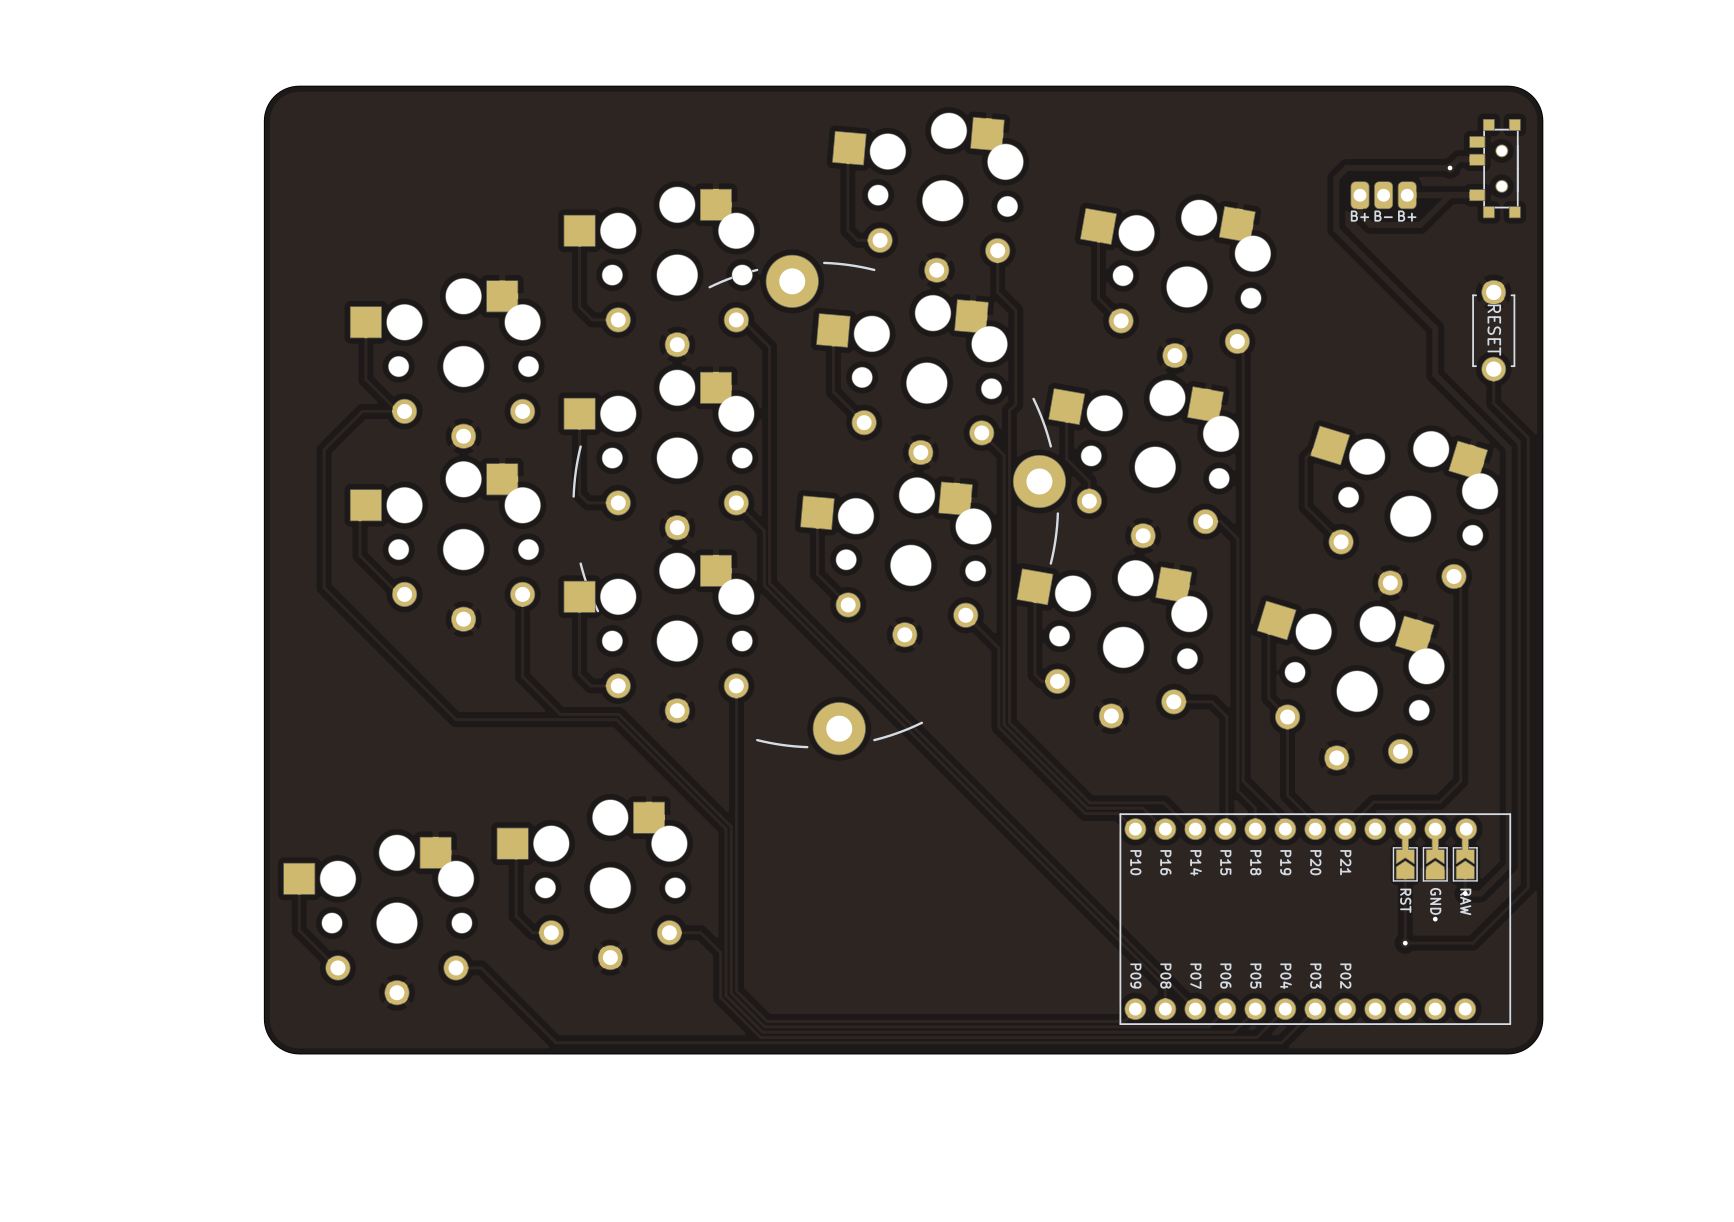 B+ B- B+
RESET
P10 P16 P14 P15 P18 P19 P20 P21
RST GND RAW
P09 P08 P07 P06 P05 P04 P03 P02